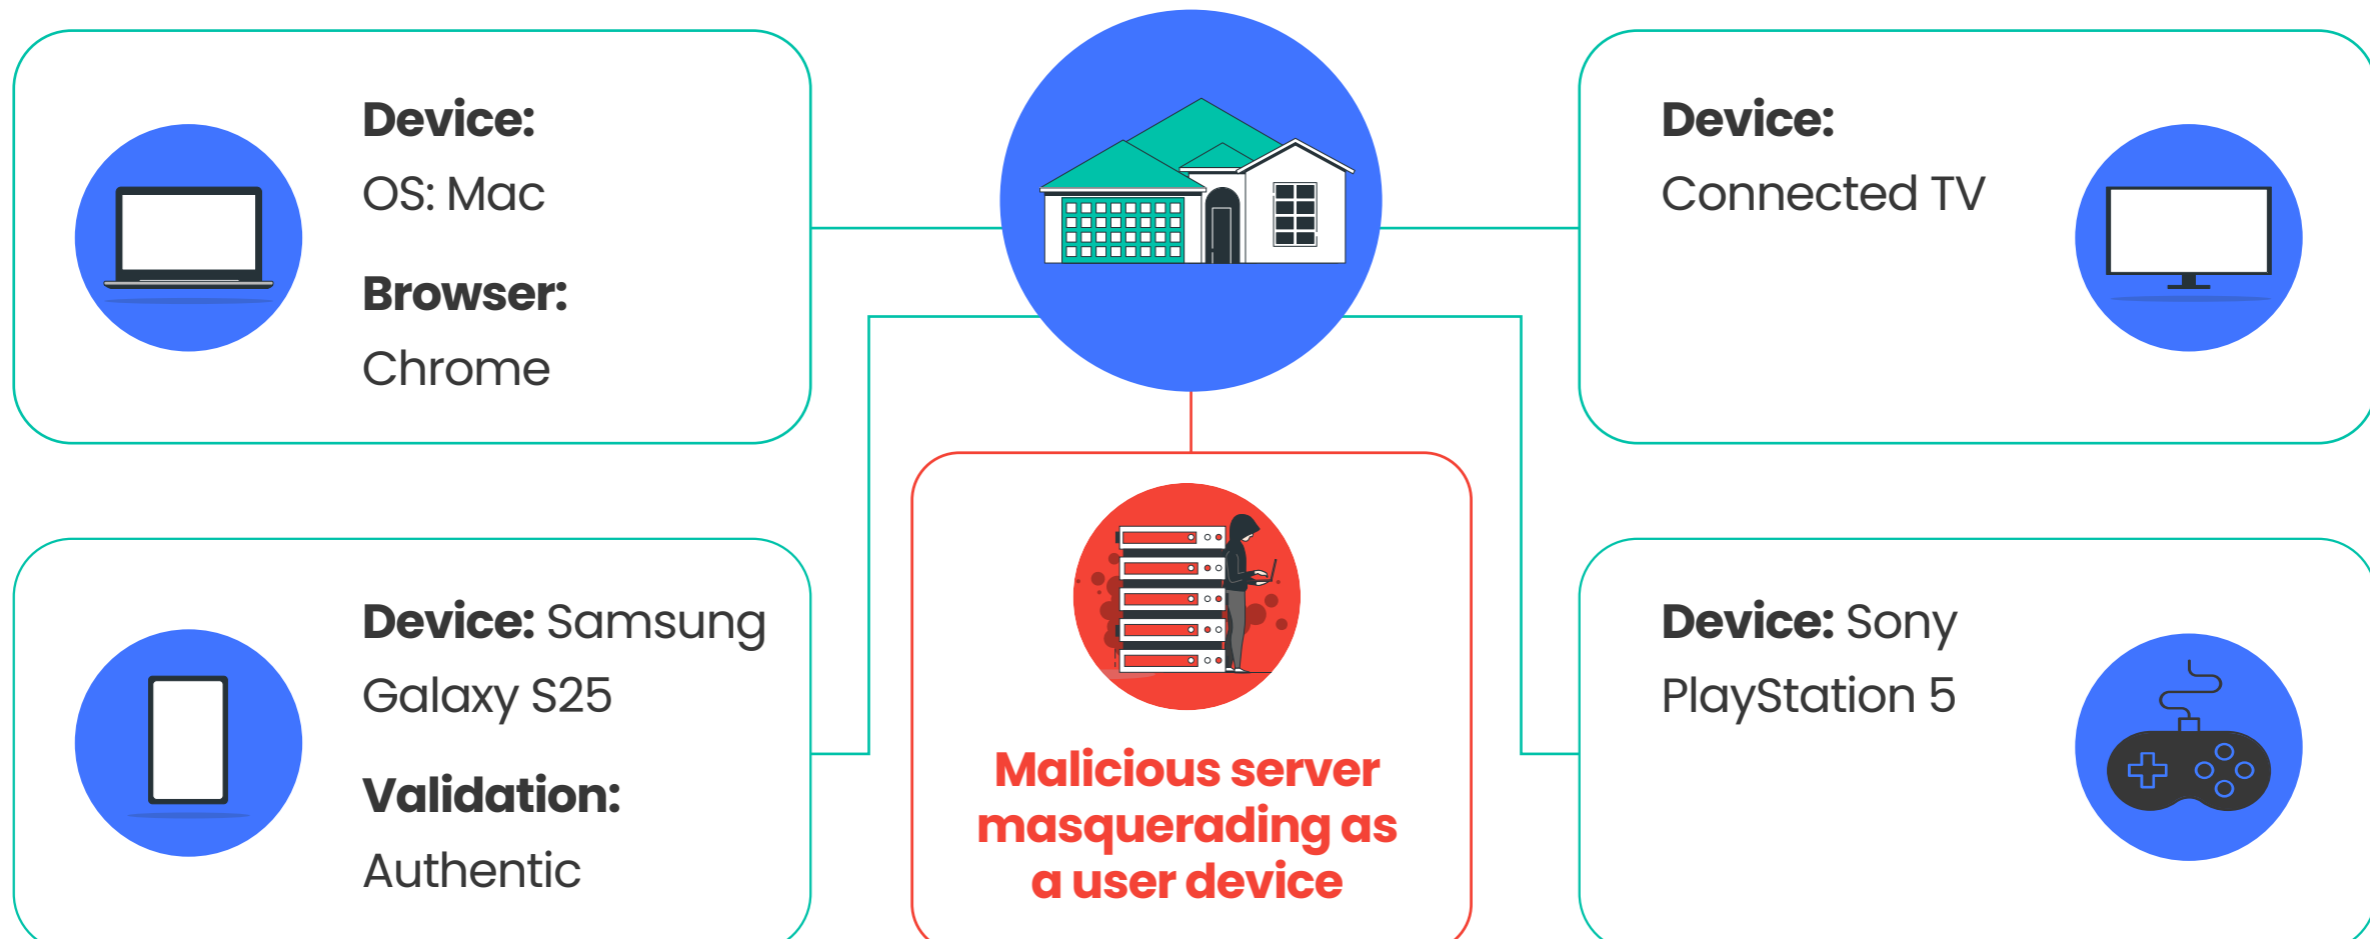 Device:
OS: Mac
Browser:
Chrome
Device:
Connected TV
Device: Samsung
Galaxy S25
Validation:
Authentic
Malicious server
masquerading as
a user device
Device: Sony
PlayStation 5